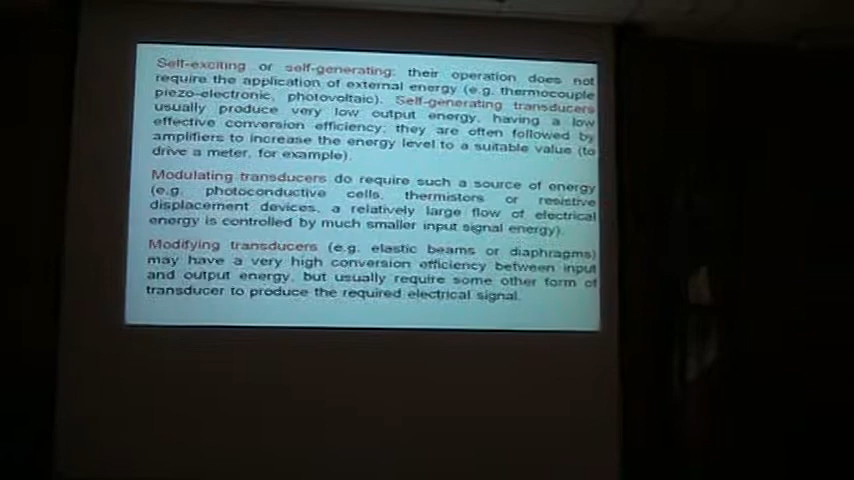 Self-exciting or self-generating: their operation does not
require the application of external energy (e.g. thermocouple
piezo-electronic, photovoltaic). Self-generating transducers
usually produce very low output energy, having a low
effective conversion efficiency; they are often followed by
amplifiers to increase the energy level to a suitable value (to
drive a meter, for example).
Modulating transducers do require such a source of energy
(e.g. photoconductive cells, thermistors or resistive
displacement devices, a relatively large flow of electrical
energy is controlled by much smaller input signal energy).
Modifying transducers (e.g. elastic beams or diaphragms)
may have a very high conversion efficiency between input
and output energy, but usually require some other form of
transducer to produce the required electrical signal.